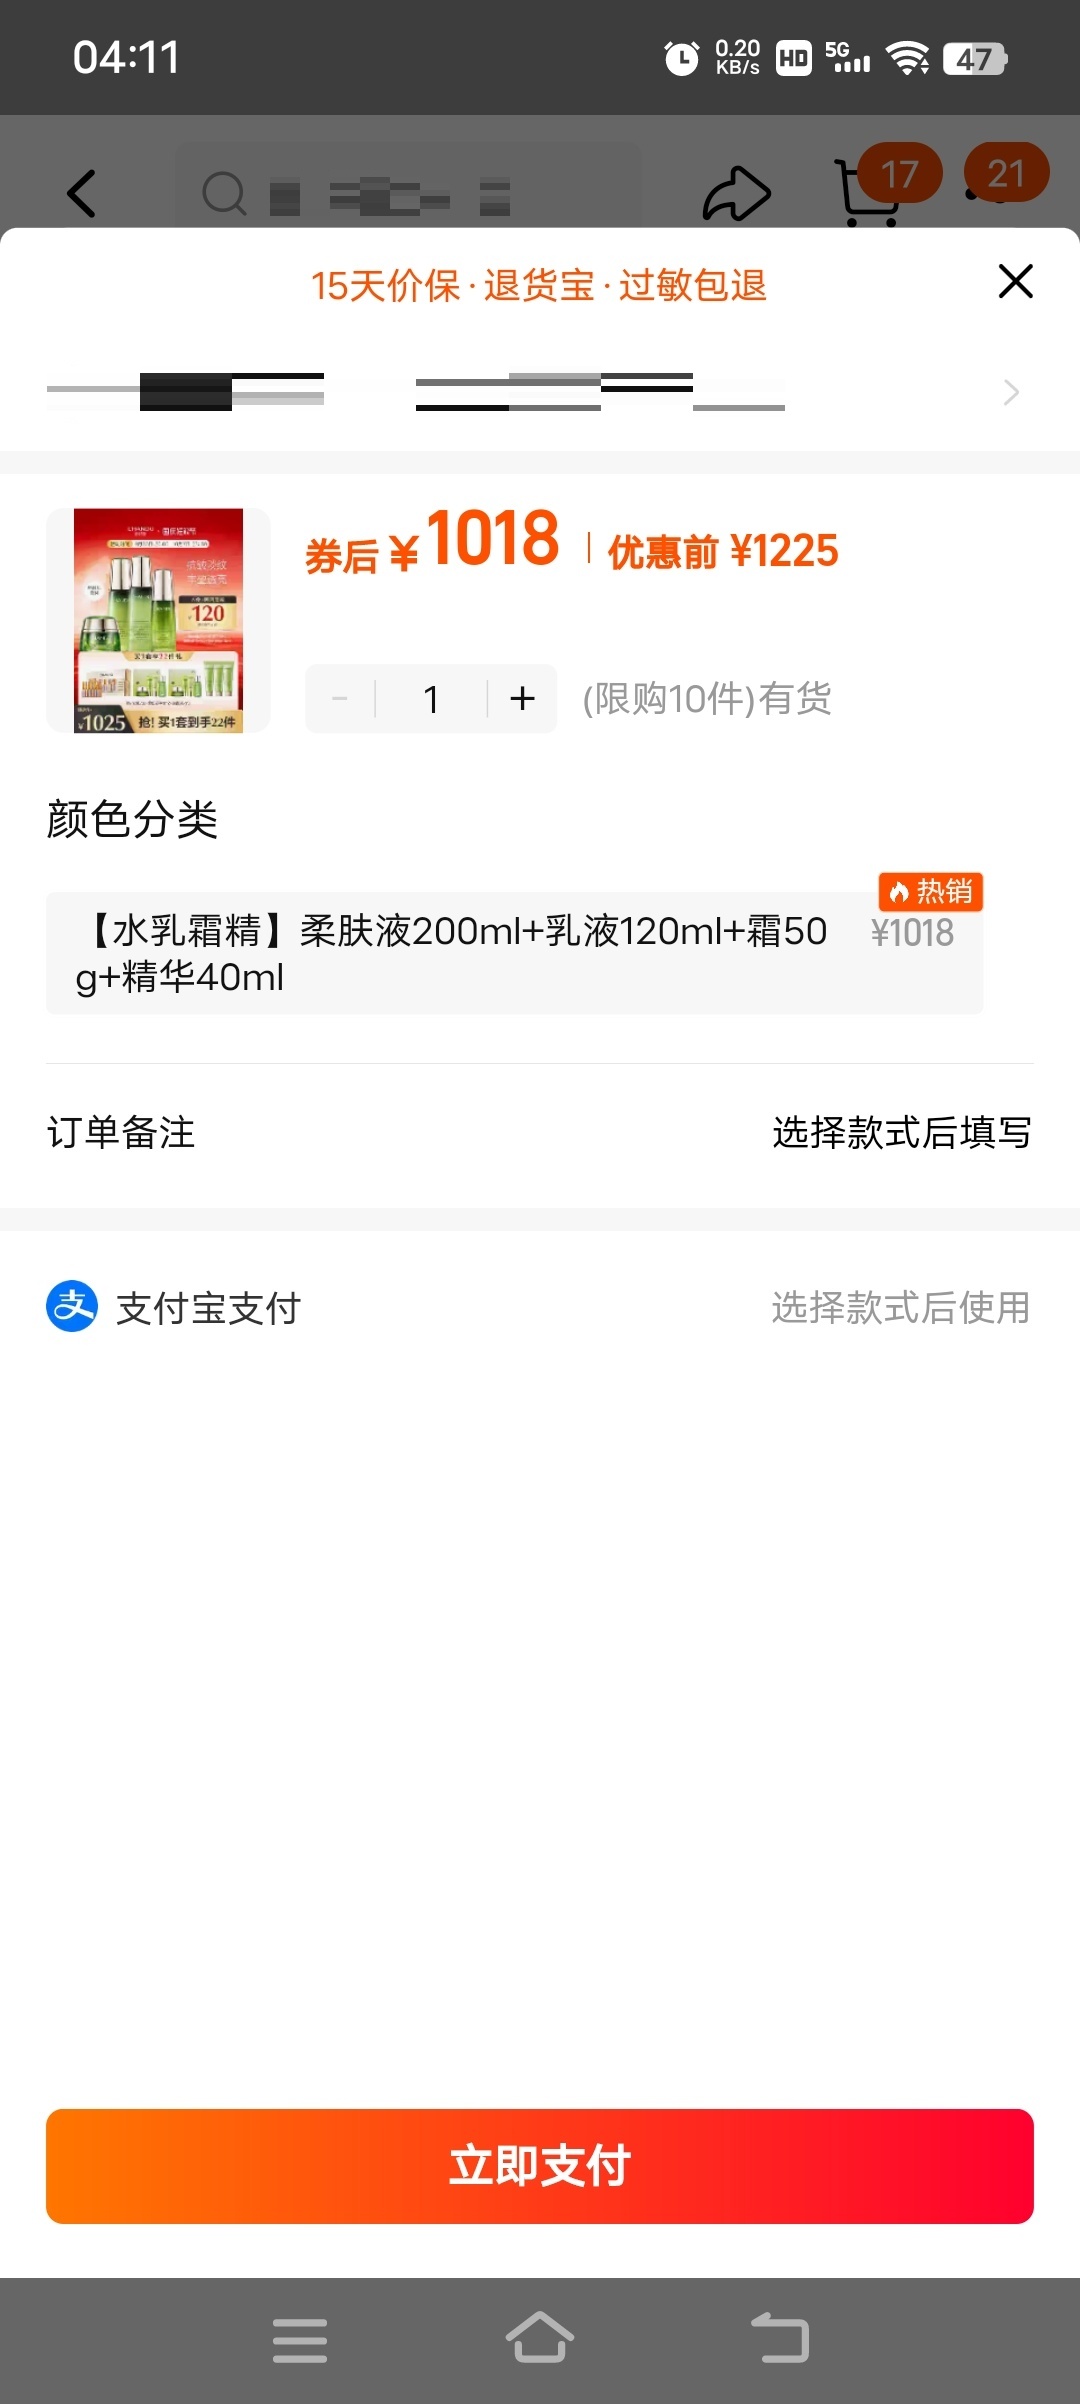 04:11
0.20
KB/s
HD
5G
47
17
21
15天价保·退货宝·过敏包退
券后 ¥1018 优惠前 ¥1225
120
¥1025 抢! 买1套到手22件
1
(限购10件)有货
颜色分类
热销
【水乳霜精】柔肤液200ml+乳液120ml+霜50
g+精华40ml
¥1018
订单备注
选择款式后填写
支 支付宝支付
选择款式后使用
立即支付